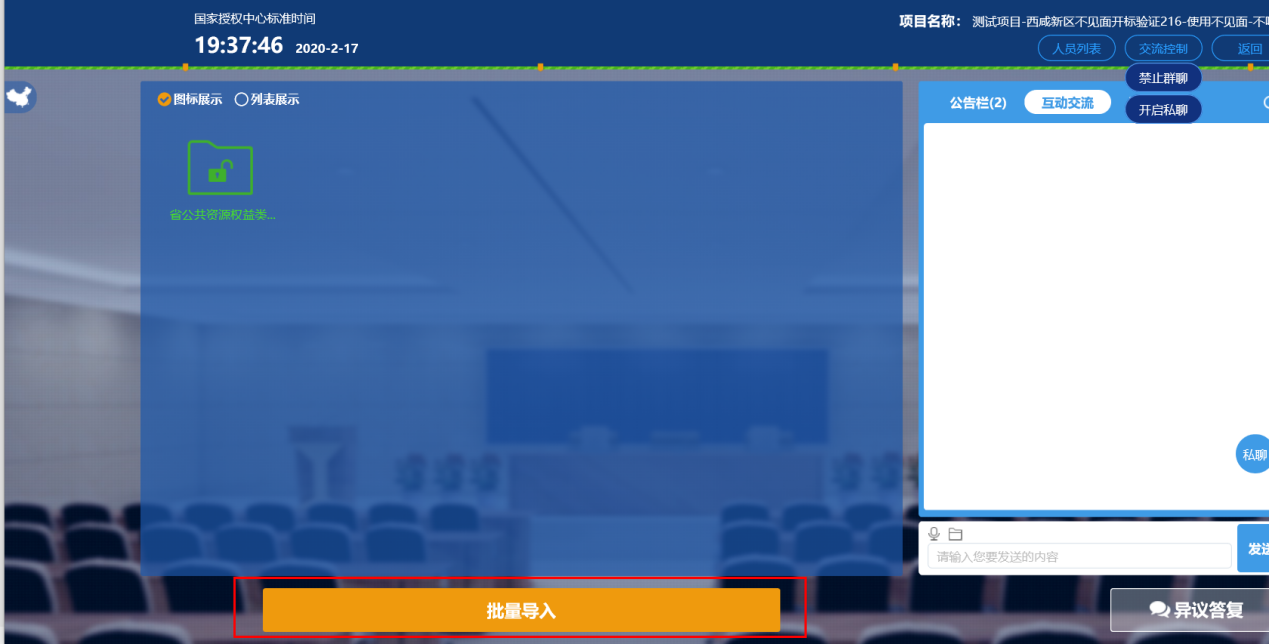 国家授权中心标准时间
19:37:46 2020-2-17
项目名称： 测试项目-西咸新区不见面开标验证216-使用不见面-不
人员列表 交流控制 返回
禁止群聊
开启私聊
图标展示 列表展示
公告栏(2) 互动交流
省公共资源权益类...
私聊
请输入您要发送的内容
发送
批量导入
异议答复